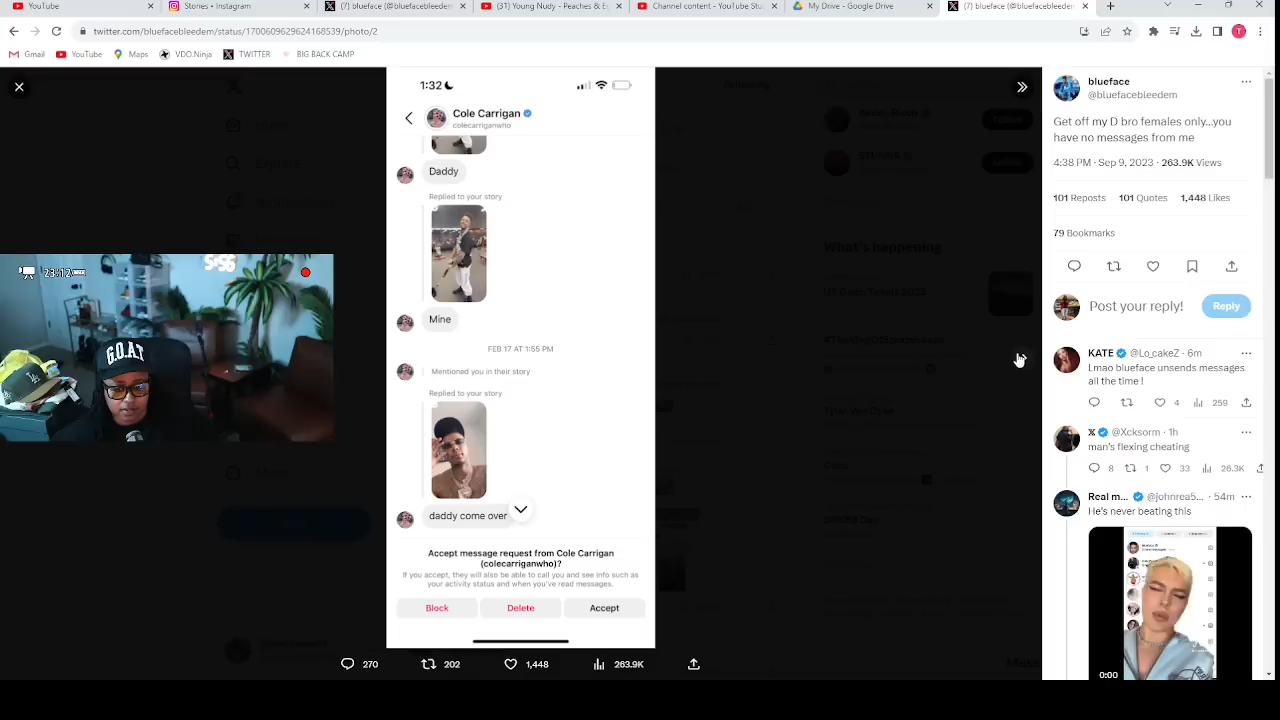 YouTube
Stories • Instagram
(7) blueface (@bluefacebleedem
(31) Young Nudy - Peaches & E
Channel content - YouTube Stu
My Drive - Google Drive
(7) blueface (@bluefacebleedem
twitter.com/bluefacebleedem/status/1700609629624168539/photo/2
Gmail
YouTube
Maps
VDO.Ninja
TWITTER
BIG BACK CAMP
1:32
Cole Carrigan
colecarriganwho
Daddy
Replied to your story
Mine
FEB 17 AT 1:55 PM
Mentioned you in their story
Replied to your story
daddy come over
Accept message request from Cole Carrigan
(colecarriganwho)?
If you accept, they will also be able to call you and see info such as
your activity status and when you've read messages.
Block
Delete
Accept
270
202
1,448
263.9K
G.O.A.T
Following
What's happening
blueface
@bluefacebleedem
Get off my D bro females only...you
have no messages from me
4:38 PM · Sep 9, 2023 · 263.9K Views
101 Reposts 101 Quotes 1,448 Likes
79 Bookmarks
Post your reply!
Reply
KATE @Lo_cakeZ · 6m
Lmao blueface unsends messages
all the time !
4
259
@Xcksorm · 1h
man's flexing cheating
8
1
33
26.3K
Real m... @johnrea5... · 54m
He's never beating this
0:00